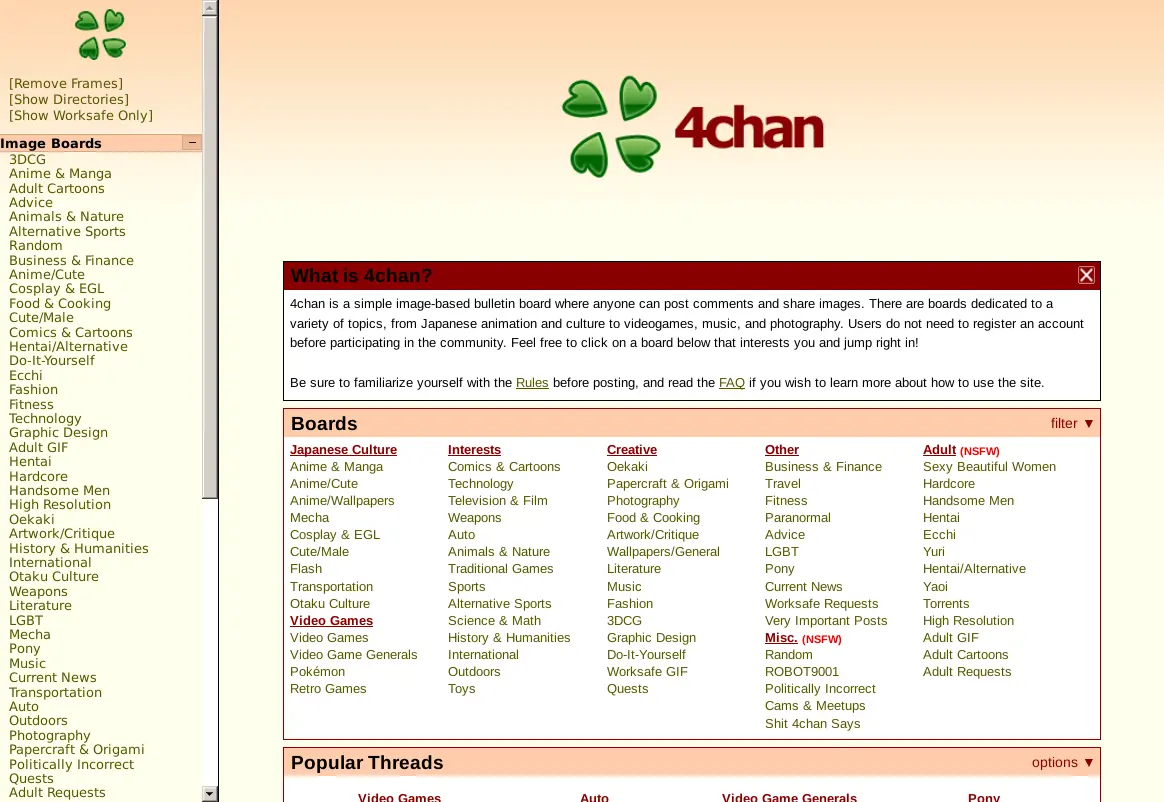 [Remove Frames]
[Show Directories]
[Show Worksafe Only]
Image Boards
3DCG
Anime & Manga
Adult Cartoons
Advice
Animals & Nature
Alternative Sports
Random
Business & Finance
Anime/Cute
Cosplay & EGL
Food & Cooking
Cute/Male
Comics & Cartoons
Hentai/Alternative
Do-It-Yourself
Ecchi
Fashion
Fitness
Technology
Graphic Design
Adult GIF
Hentai
Hardcore
Handsome Men
High Resolution
Oekaki
Artwork/Critique
History & Humanities
International
Otaku Culture
Weapons
Literature
LGBT
Mecha
Pony
Music
Current News
Transportation
Auto
Outdoors
Photography
Papercraft & Origami
Politically Incorrect
Quests
Adult Requests
4chan
What is 4chan?
4chan is a simple image-based bulletin board where anyone can post comments and share images. There are boards dedicated to a
variety of topics, from Japanese animation and culture to videogames, music, and photography. Users do not need to register an account
before participating in the community. Feel free to click on a board below that interests you and jump right in!
Be sure to familiarize yourself with the Rules before posting, and read the FAQ if you wish to learn more about how to use the site.
Boards
filter ▼
Japanese Culture
Anime & Manga
Anime/Cute
Anime/Wallpapers
Mecha
Cosplay & EGL
Cute/Male
Flash
Transportation
Otaku Culture
Video Games
Video Games
Video Game Generals
Pokémon
Retro Games
Interests
Comics & Cartoons
Technology
Television & Film
Weapons
Auto
Animals & Nature
Traditional Games
Sports
Alternative Sports
Science & Math
History & Humanities
International
Outdoors
Toys
Creative
Oekaki
Papercraft & Origami
Photography
Food & Cooking
Artwork/Critique
Wallpapers/General
Literature
Music
Fashion
3DCG
Graphic Design
Do-It-Yourself
Worksafe GIF
Quests
Other
Business & Finance
Travel
Fitness
Paranormal
Advice
LGBT
Pony
Current News
Worksafe Requests
Very Important Posts
Misc. (NSFW)
Random
ROBOT9001
Politically Incorrect
Cams & Meetups
Shit 4chan Says
Adult (NSFW)
Sexy Beautiful Women
Hardcore
Handsome Men
Hentai
Ecchi
Yuri
Hentai/Alternative
Yaoi
Torrents
High Resolution
Adult GIF
Adult Cartoons
Adult Requests
Popular Threads
options ▼
Video Games
Auto
Video Game Generals
Pony